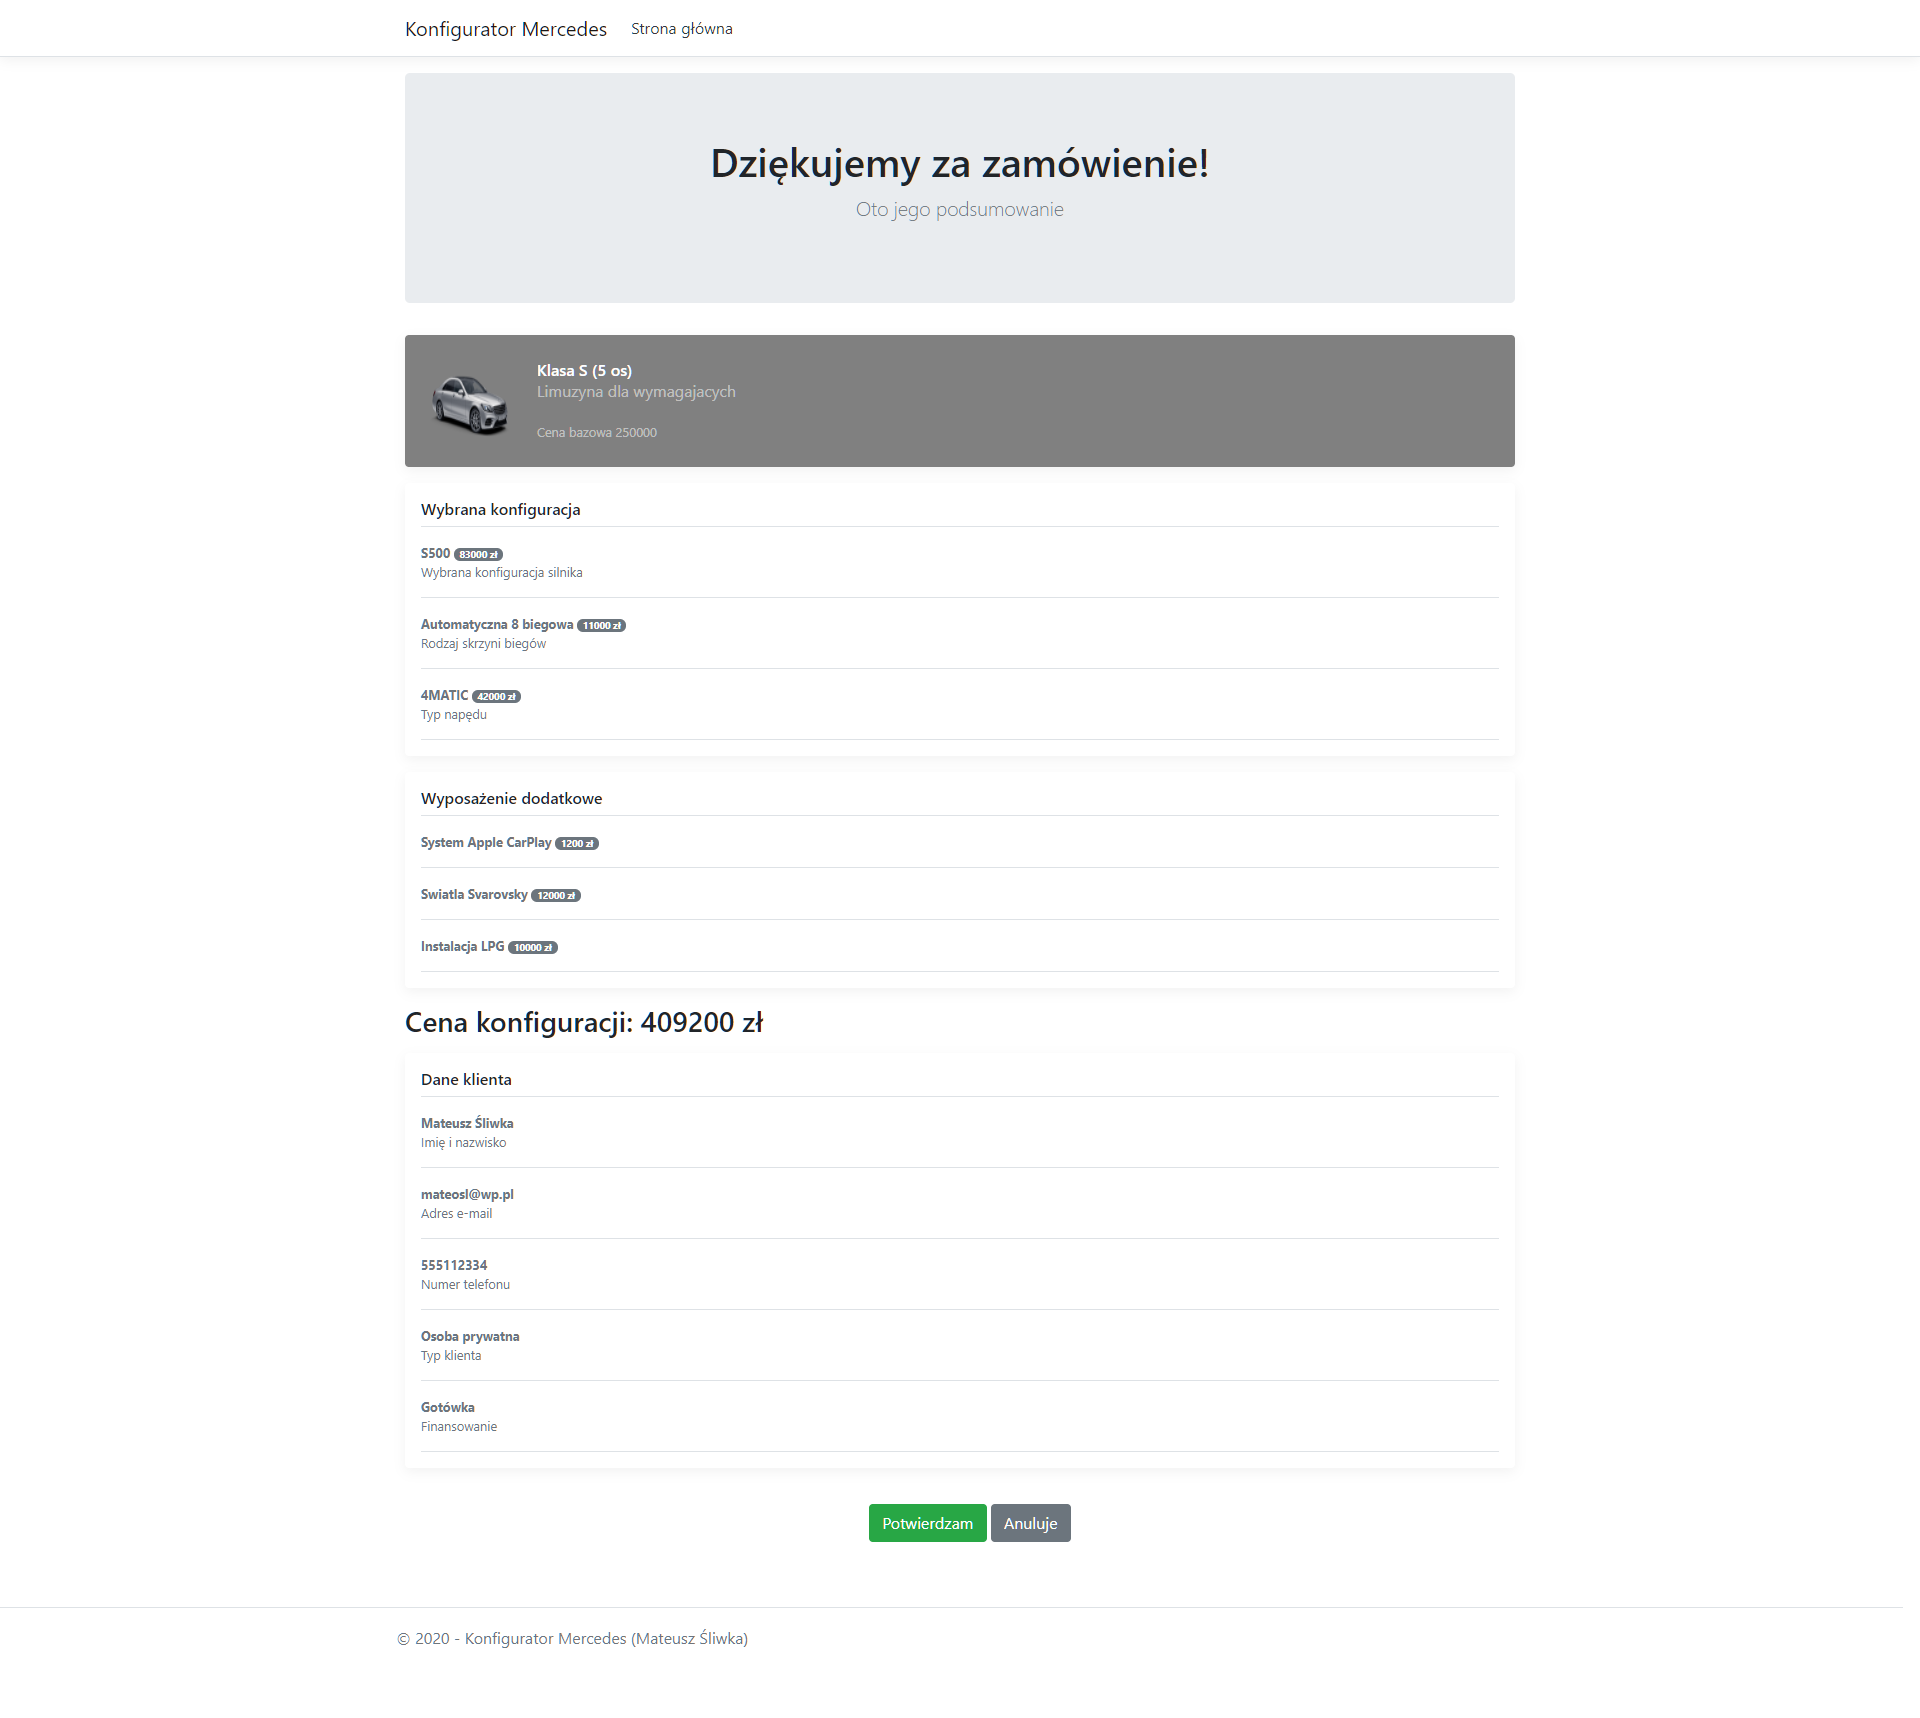 Konfigurator Mercedes Strona główna
Dziękujemy za zamówienie!
Oto jego podsumowanie
Klasa S (5 os)
Limuzyna dla wymagajacych
Cena bazowa 250000
Wybrana konfiguracja
S500 83000 zł
Wybrana konfiguracja silnika
Automatyczna 8 biegowa 11000 zł
Rodzaj skrzyni biegów
4MATIC 42000 zł
Typ napędu
Wyposażenie dodatkowe
System Apple CarPlay 1200 zł
Swiatla Svarovsky 12000 zł
Instalacja LPG 10000 zł
Cena konfiguracji: 409200 zł
Dane klienta
Mateusz Śliwka
Imię i nazwisko
mateosl@wp.pl
Adres e-mail
555112334
Numer telefonu
Osoba prywatna
Typ klienta
Gotówka
Finansowanie
Potwierdzam Anuluje
© 2020 - Konfigurator Mercedes (Mateusz Śliwka)